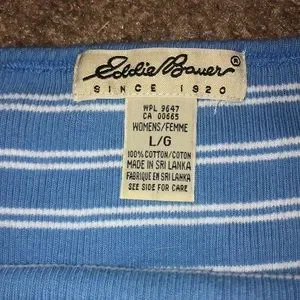 Eddie Bauer®
SINCE 1920
WPL 9647
CA 00665
WOMENS/FEMME
L/G
100% COTTON/COTON
MADE IN SRI LANKA
FABRIQUE EN SRI LANKA
SEE SIDE FOR CARE